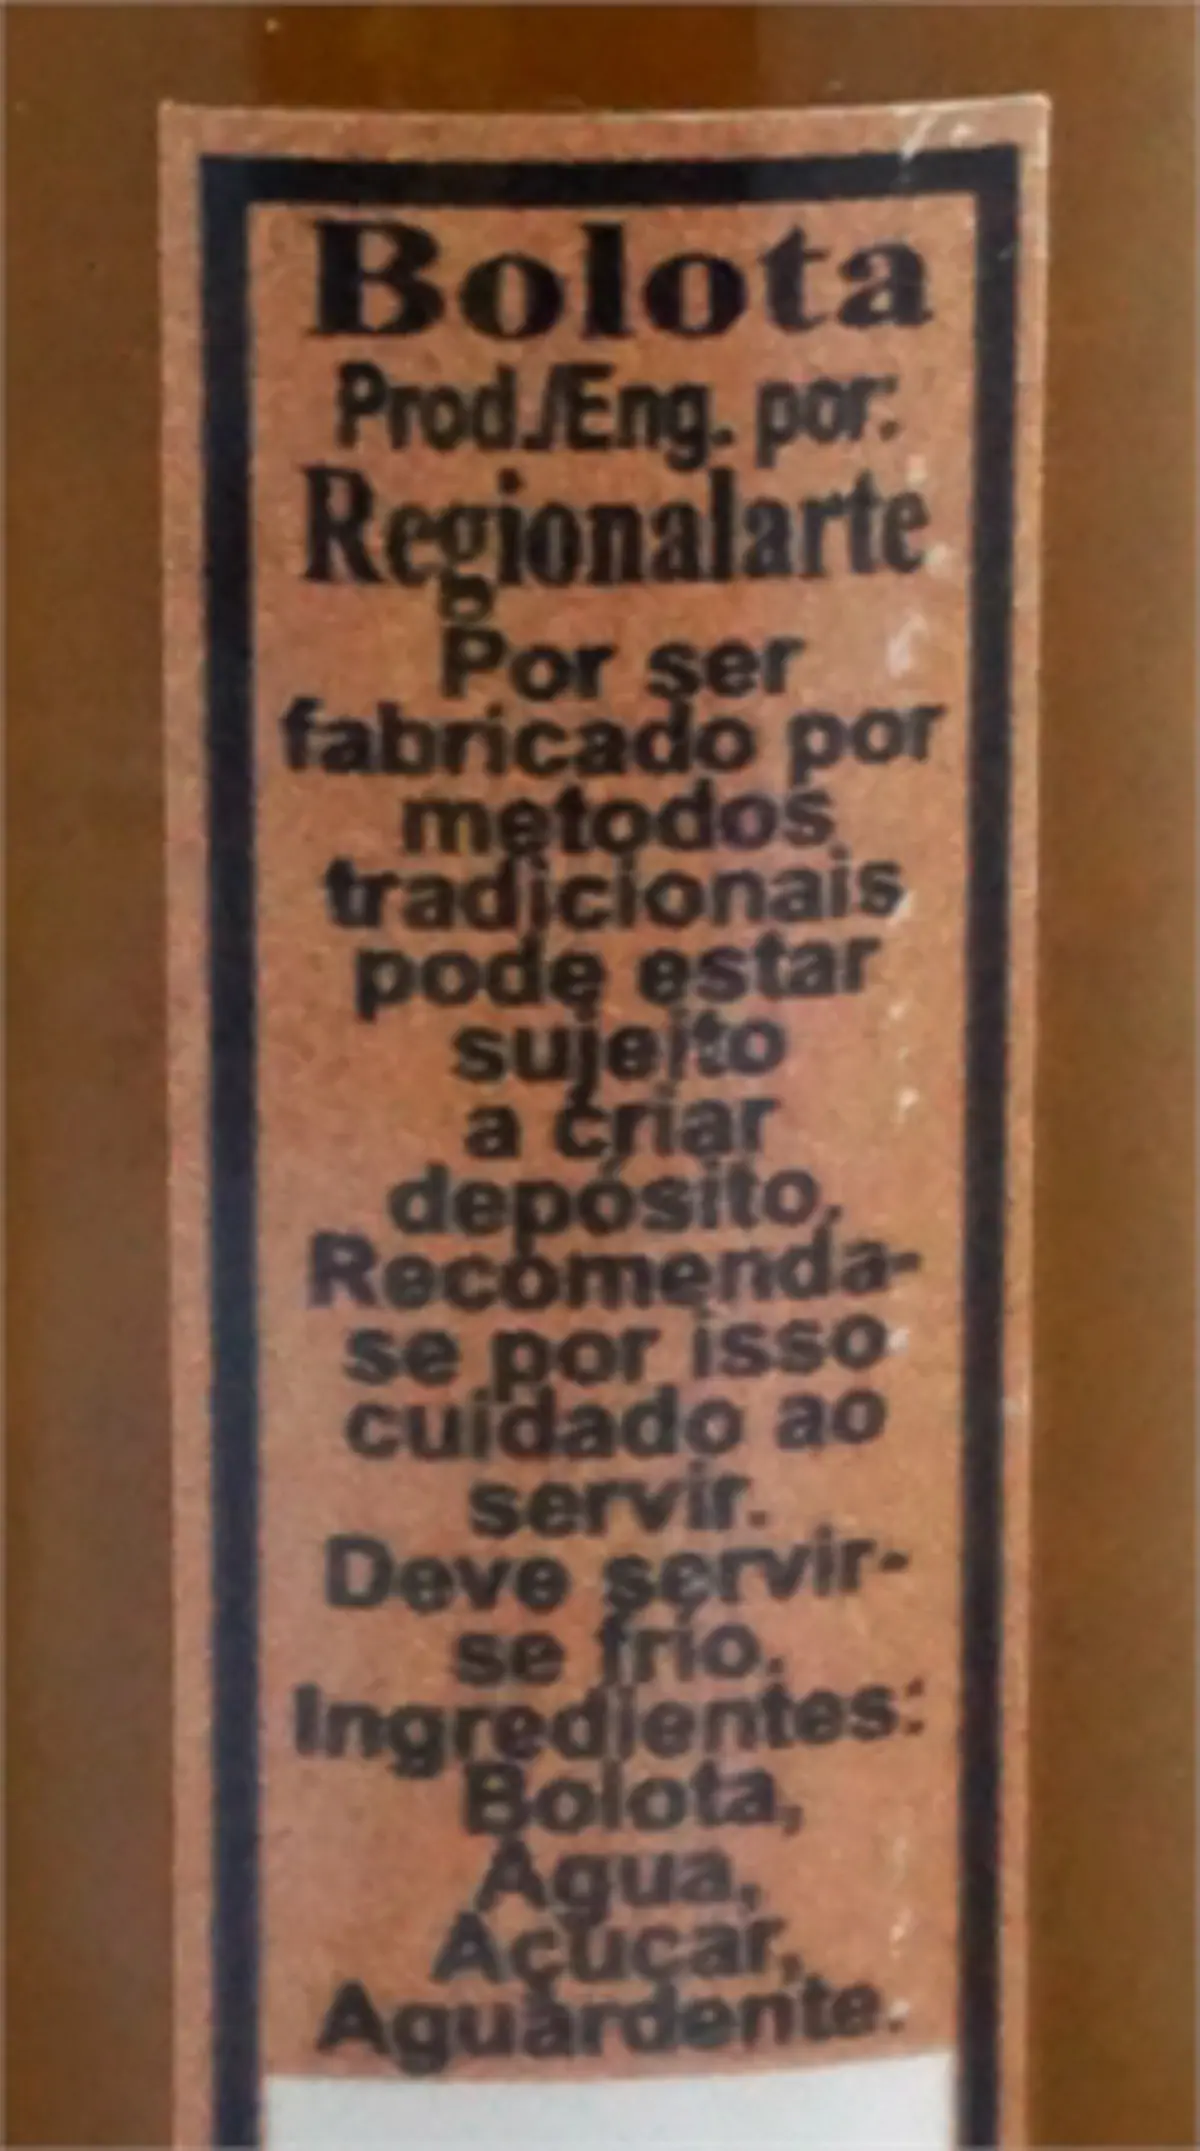 Bolota
Prod./Eng. por:
Regionalarte
Por ser
fabricado por
metodos
tradicionais
pode estar
sujeito
a criar
depósito.
Recomenda-
se por isso
cuidado ao
servir.
Deve servir-
se frio.
Ingredientes:
Bolota,
Água,
Açucar,
Aguardente.